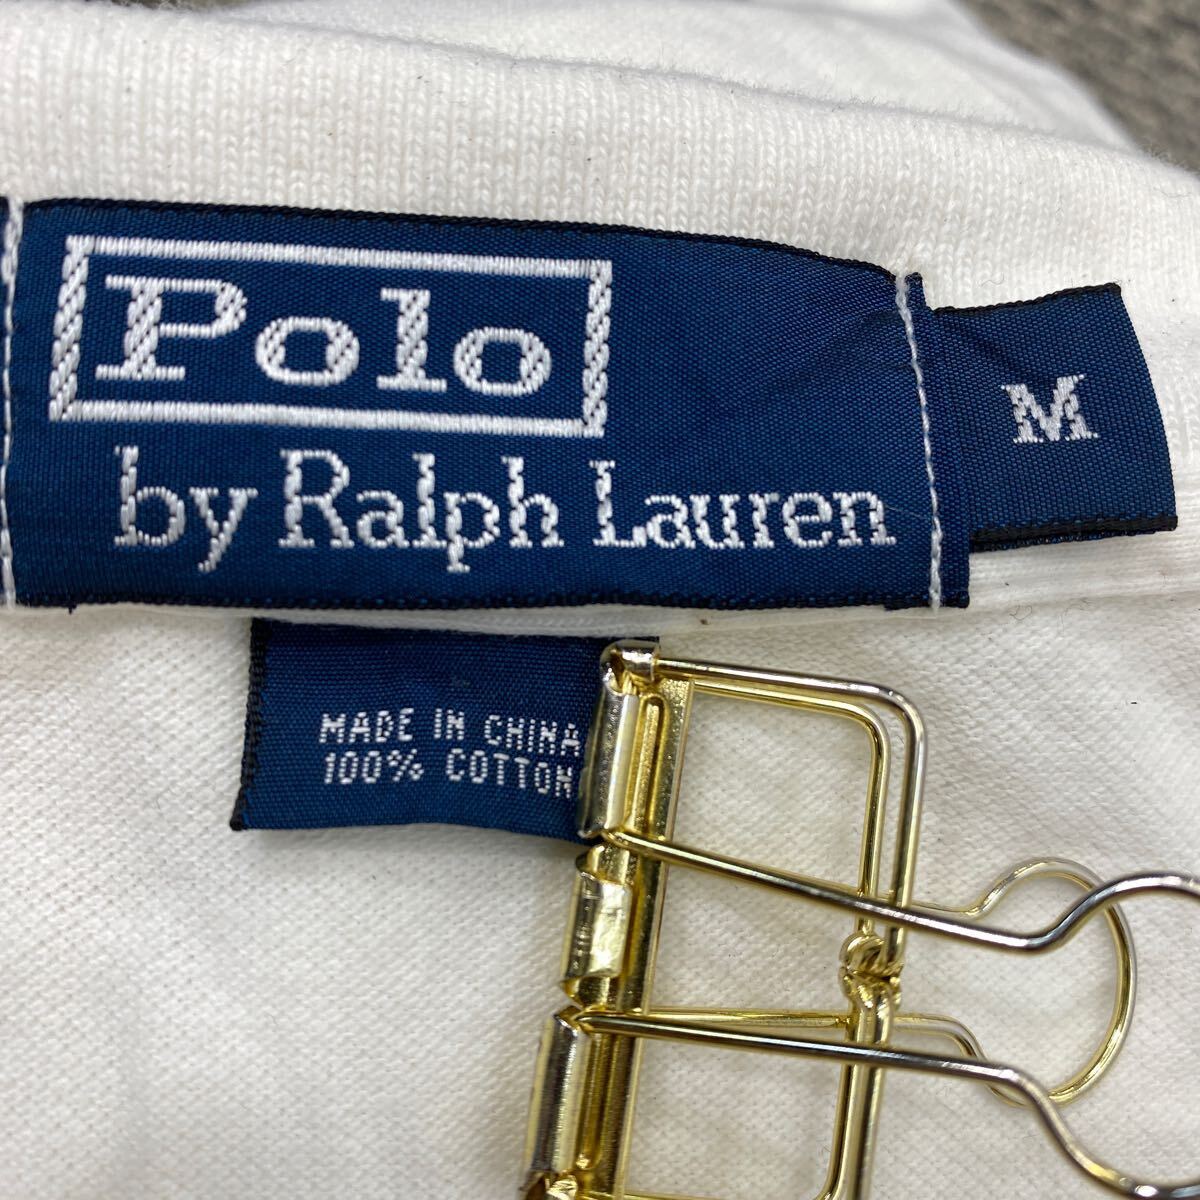 Polo
by Ralph Lauren
M
MADE IN CHINA
100% COTTON